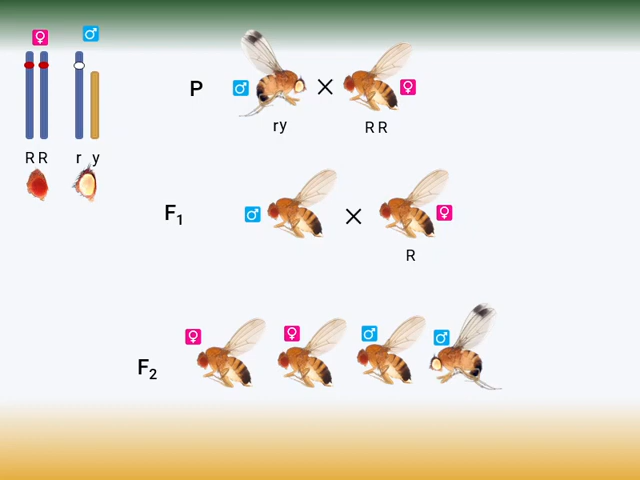 ♀ ♂
R R r y
P ♂ × ♀
ry R R
F₁ ♂ × ♀
R
F₂ ♀ ♀ ♂ ♂